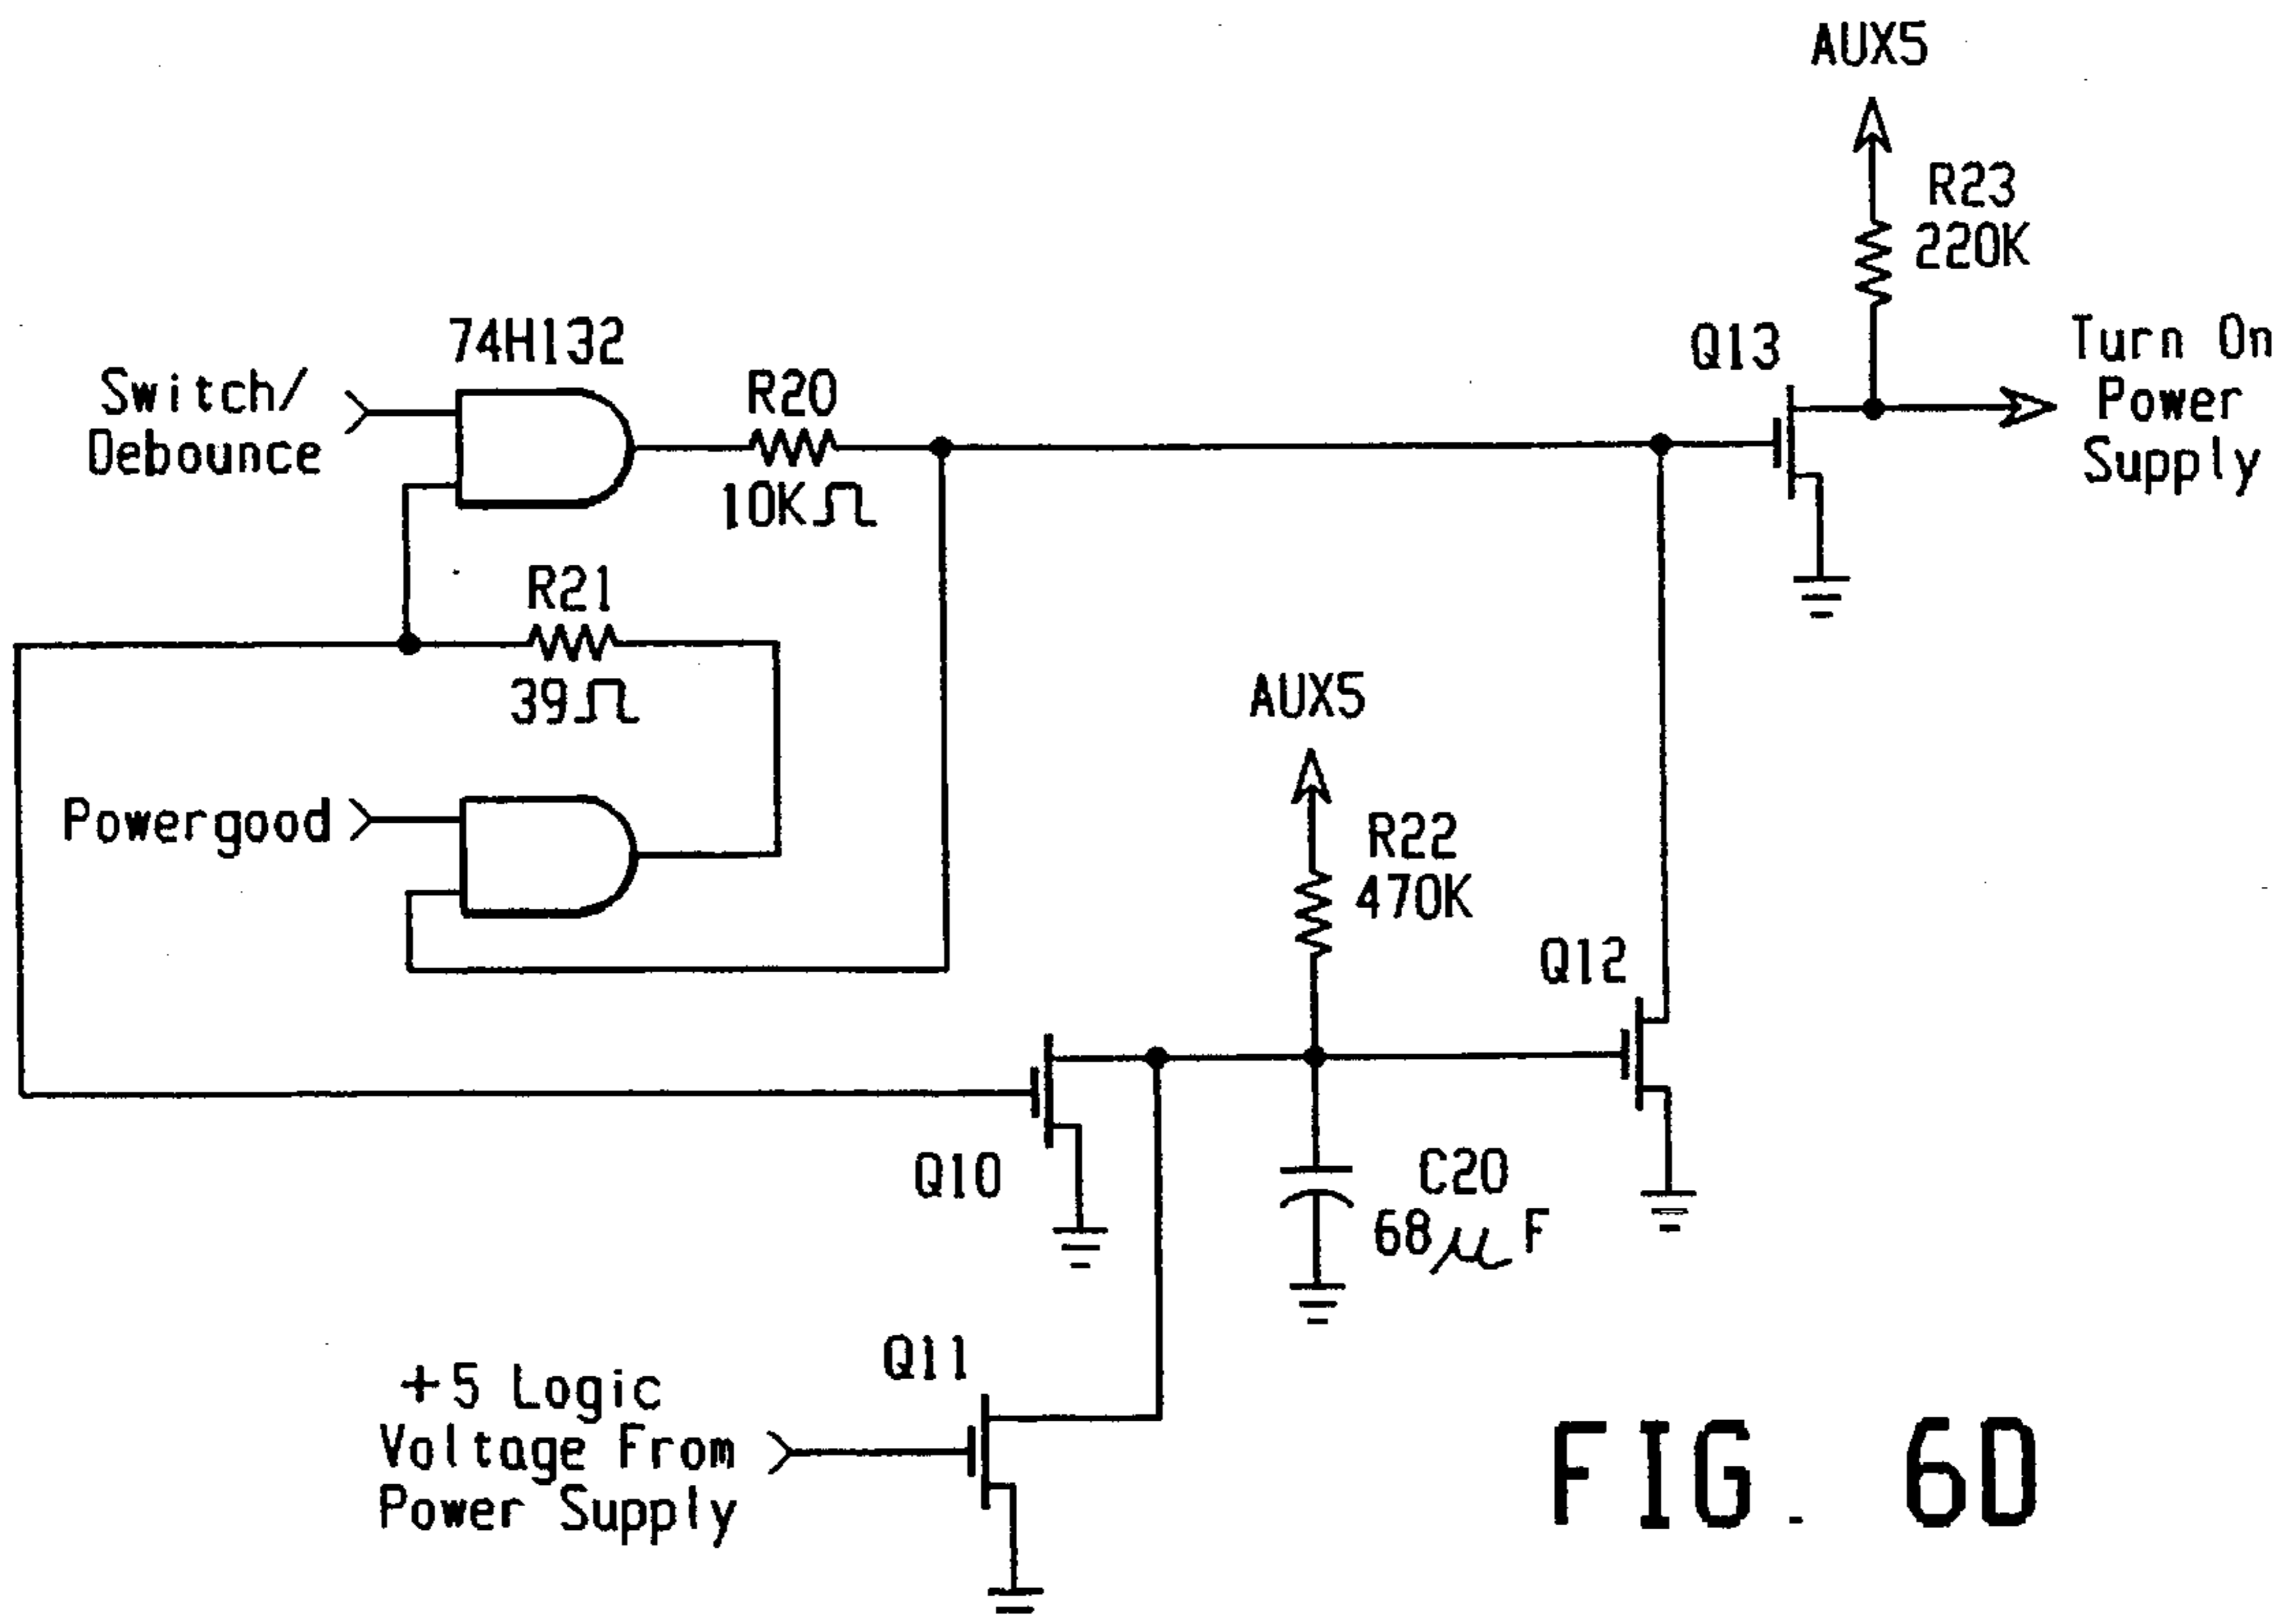 AUX5
R23
220K
Q13
Turn On
Power
Supply
74H132
Switch/
Debounce
R20
10KΩ
R21
39Ω
AUX5
Powergood
R22
470K
Q12
Q10
C20
68μF
Q11
+5 Logic
Voltage From
Power Supply
FIG. 6D